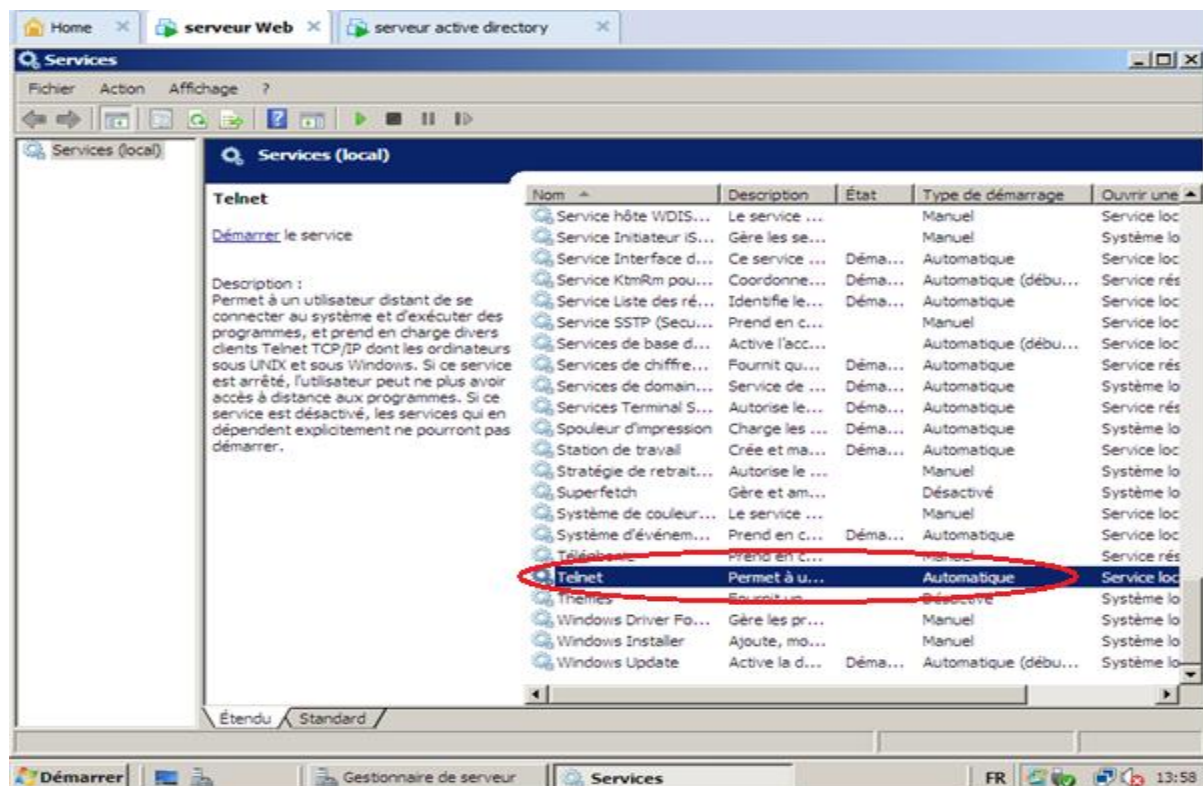 Home
serveur Web
serveur active directory
Services
Fichier Action Affichage ?
Services (local)
Services (local)
Telnet
Démarrer le service
Description :
Permet à un utilisateur distant de se
connecter au système et d'exécuter des
programmes, et prend en charge divers
clients Telnet TCP/IP dont les ordinateurs
sous UNIX et sous Windows. Si ce service
est arrêté, l'utilisateur peut ne plus avoir
accès à distance aux programmes. Si ce
service est désactivé, les services qui en
dépendent explicitement ne pourront pas
démarrer.
Nom Description État Type de démarrage Ouvrir une
Service hôte WDIS... Le service ... Manuel Service loc
Service Initiateur iS... Gère les se... Manuel Système lo
Service Interface d... Ce service ... Déma... Automatique Service loc
Service KtmRm pou... Coordonne... Déma... Automatique (débu... Service rés
Service Liste des ré... Identifie le... Déma... Automatique Service loc
Service SSTP (Secu... Prend en c... Manuel Service loc
Services de base d... Active l'acc... Automatique (débu... Service loc
Services de chiffre... Fournit qu... Déma... Automatique Service rés
Services de domain... Service de ... Déma... Automatique Système lo
Services Terminal S... Autorise le... Déma... Automatique Service rés
Spouleur d'impression Charge les ... Déma... Automatique Système lo
Station de travail Crée et ma... Déma... Automatique Service loc
Stratégie de retrait... Autorise le ... Manuel Système lo
Superfetch Gère et am... Désactivé Système lo
Système de couleur... Le service ... Manuel Service loc
Système d'événem... Prend en c... Déma... Automatique Service loc
Téléphonie Prend en c... Manuel Service rés
Telnet Permet à u... Automatique Service loc
Thèmes Fournit un... Désactivé Système lo
Windows Driver Fo... Gère les pr... Manuel Système lo
Windows Installer Ajoute, mo... Manuel Système lo
Windows Update Active la d... Déma... Automatique (débu... Système lo
Étendu Standard
Démarrer Gestionnaire de serveur Services FR 13:58